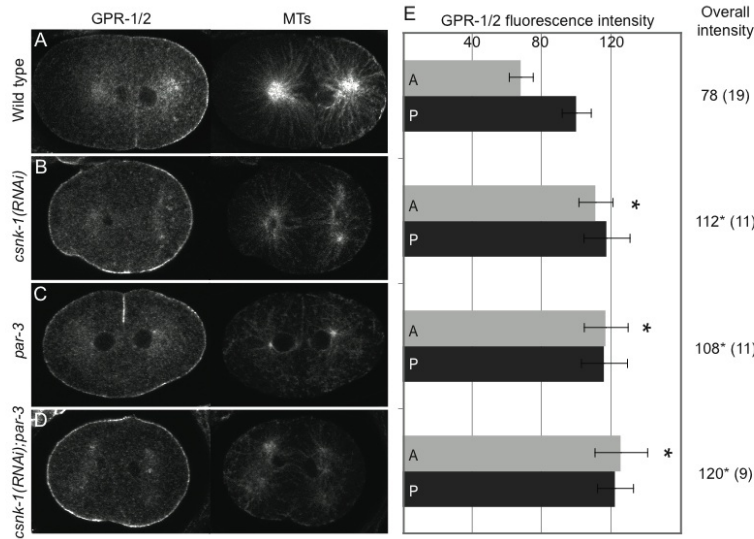 GPR-1/2 MTs
A
Wild type
B
csnk-1(RNAi)
C
par-3
D
csnk-1(RNAi);par-3
E
GPR-1/2 fluorescence intensity
40 80 120
Overall
intensity
A
P
78 (19)
A *
P
112* (11)
A *
P
108* (11)
A *
P
120* (9)